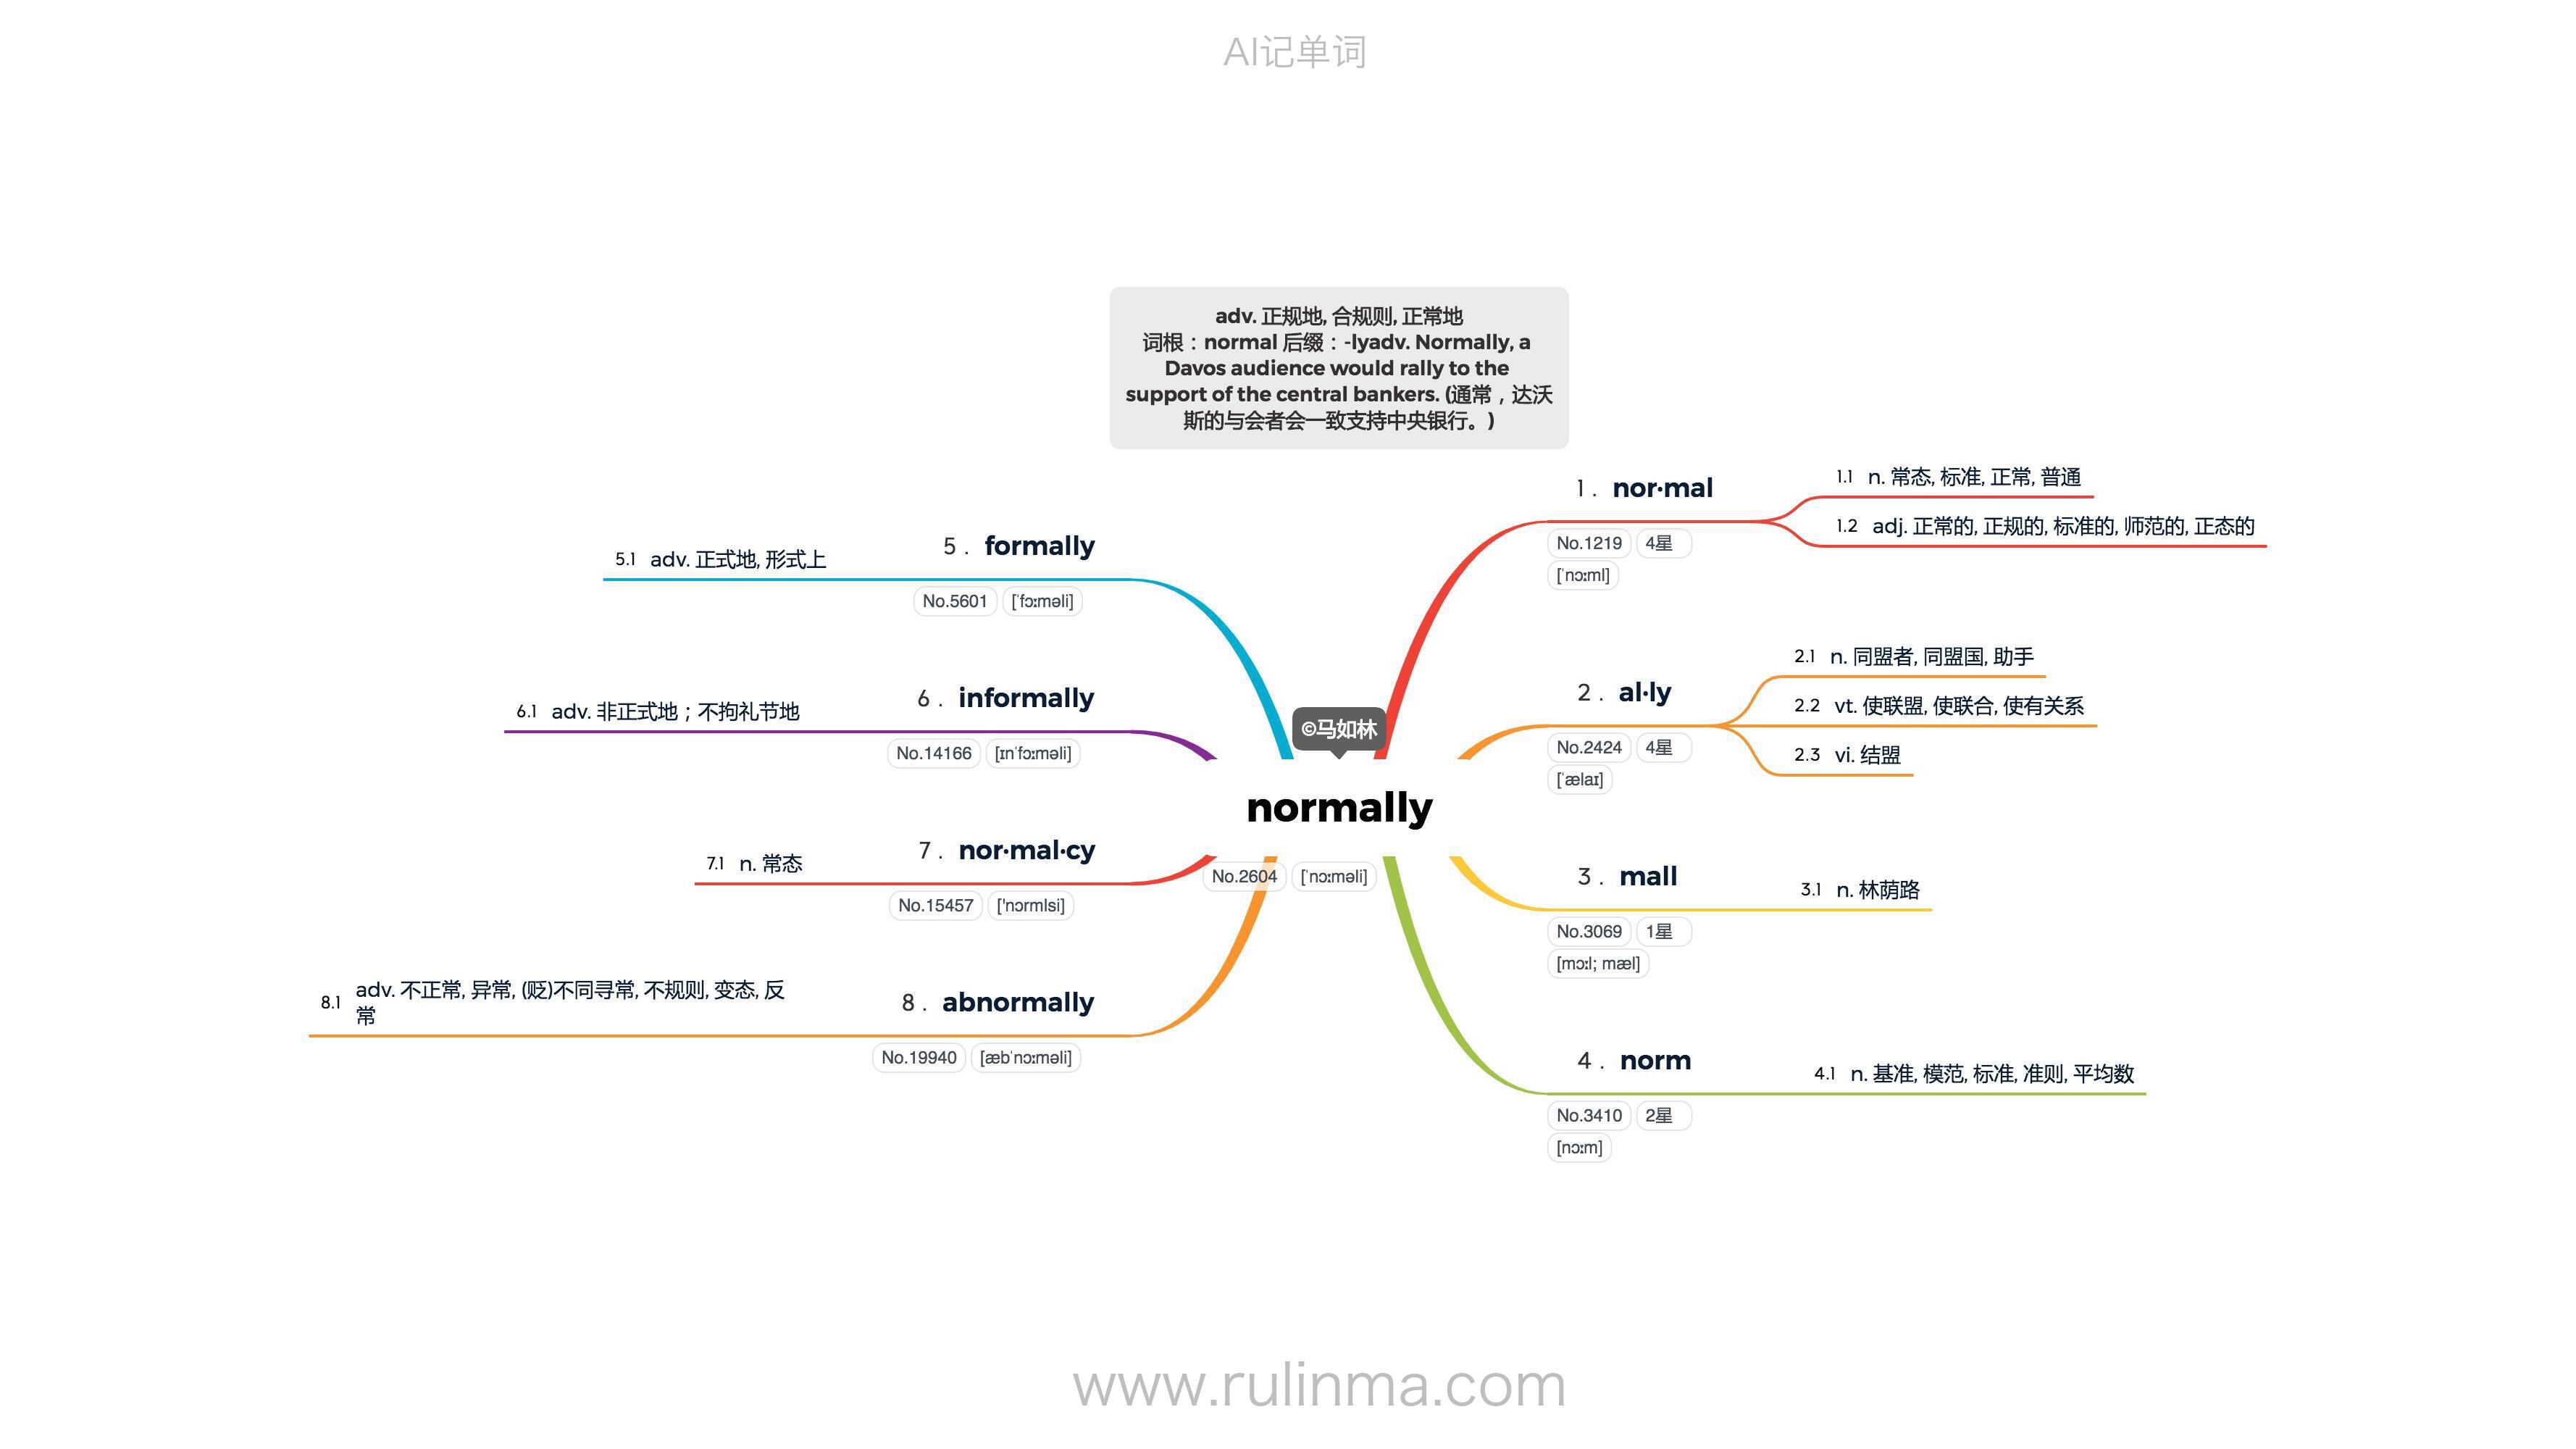 AI记单词
adv. 正规地, 合规则, 正常地
词根：normal 后缀：-lyadv. Normally, a
Davos audience would rally to the
support of the central bankers. (通常，达沃
斯的与会者会一致支持中央银行。)
©马如林
normally
No.2604 [ˈnɔːməli]
1. nor·mal
No.1219 4星
[ˈnɔːml]
1.1 n. 常态, 标准, 正常, 普通
1.2 adj. 正常的, 正规的, 标准的, 师范的, 正态的
2. al·ly
No.2424 4星
[ˈælaɪ]
2.1 n. 同盟者, 同盟国, 助手
2.2 vt. 使联盟, 使联合, 使有关系
2.3 vi. 结盟
3. mall
No.3069 1星
[mɔːl; mæl]
3.1 n. 林荫路
4. norm
No.3410 2星
[nɔːm]
4.1 n. 基准, 模范, 标准, 准则, 平均数
5. formally
No.5601 [ˈfɔːməli]
5.1 adv. 正式地, 形式上
6. informally
No.14166 [ɪnˈfɔːməli]
6.1 adv. 非正式地；不拘礼节地
7. nor·mal·cy
No.15457 ['nɔrmlsi]
7.1 n. 常态
8. abnormally
No.19940 [æbˈnɔːməli]
8.1 adv. 不正常, 异常, (贬)不同寻常, 不规则, 变态, 反
常
www.rulinma.com